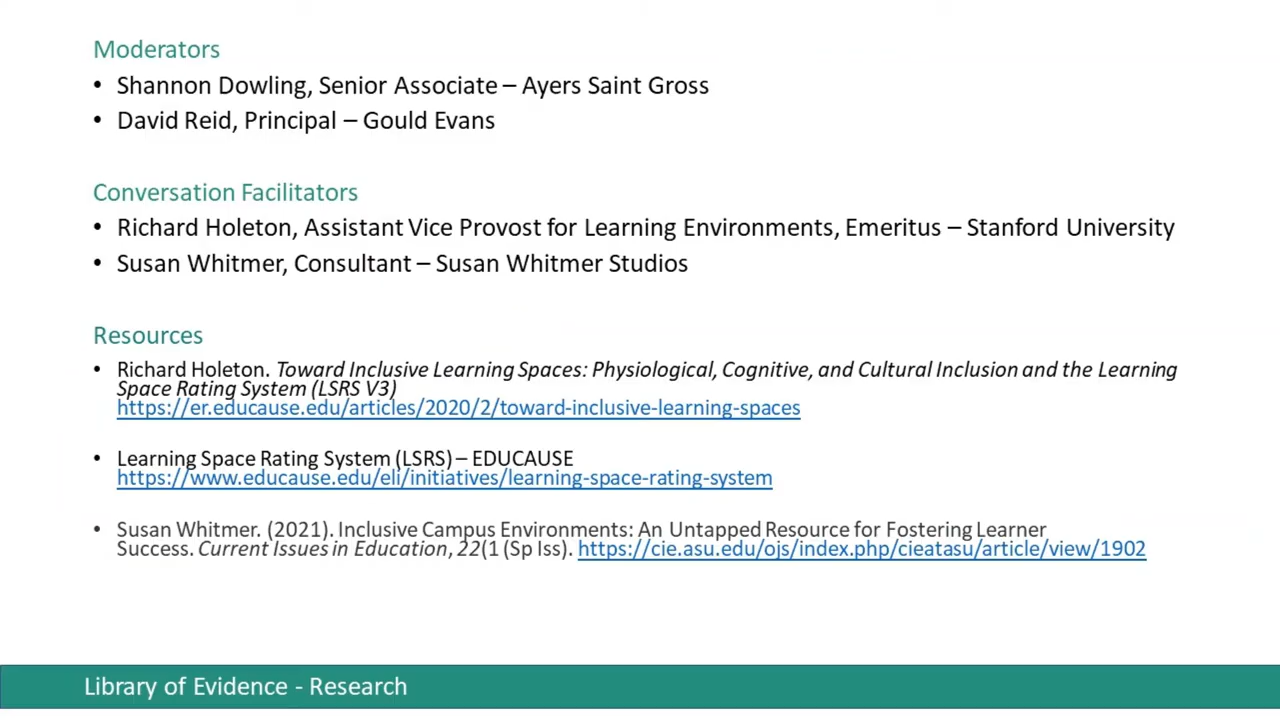 Moderators
• Shannon Dowling, Senior Associate – Ayers Saint Gross
• David Reid, Principal – Gould Evans
Conversation Facilitators
• Richard Holeton, Assistant Vice Provost for Learning Environments, Emeritus – Stanford University
• Susan Whitmer, Consultant – Susan Whitmer Studios
Resources
• Richard Holeton. Toward Inclusive Learning Spaces: Physiological, Cognitive, and Cultural Inclusion and the Learning
Space Rating System (LSRS V3)
https://er.educause.edu/articles/2020/2/toward-inclusive-learning-spaces
• Learning Space Rating System (LSRS) – EDUCAUSE
https://www.educause.edu/eli/initiatives/learning-space-rating-system
• Susan Whitmer. (2021). Inclusive Campus Environments: An Untapped Resource for Fostering Learner
Success. Current Issues in Education, 22(1 (Sp Iss). https://cie.asu.edu/ojs/index.php/cieatasu/article/view/1902
Library of Evidence - Research